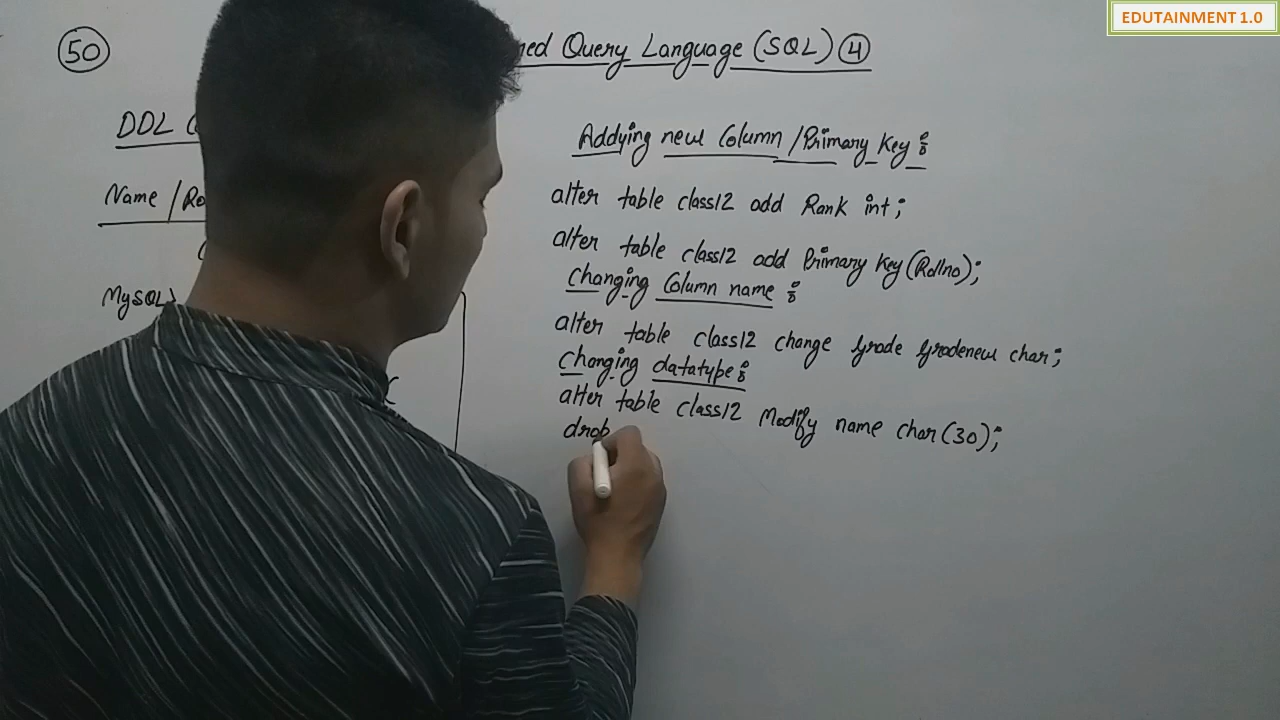 EDUTAINMENT 1.0
50
ned Query Language (SQL) 4
DDL
Name / Ro
MySQL>
Addying new Column / Primary Key :
alter table class12 add Rank int;
alter table class12 add Primary Key (Rollno);
Changing Column name :
alter table class12 change Grade Gradenew char;
Changing datatype :
alter table class12 Modify name char(30);
drop